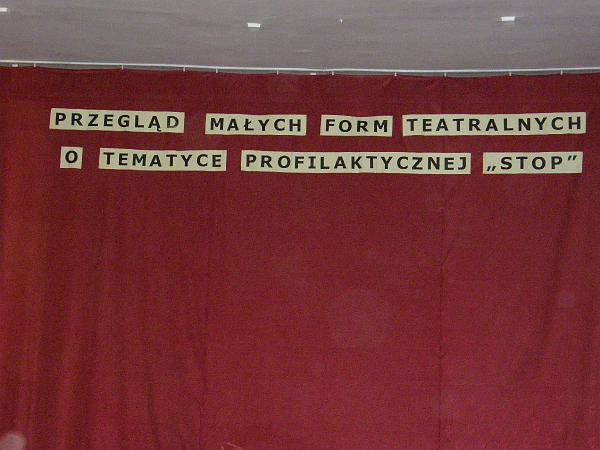 PRZEGLĄD MAŁYCH FORM TEATRALNYCH
O TEMATYCE PROFILAKTYCZNEJ „STOP”